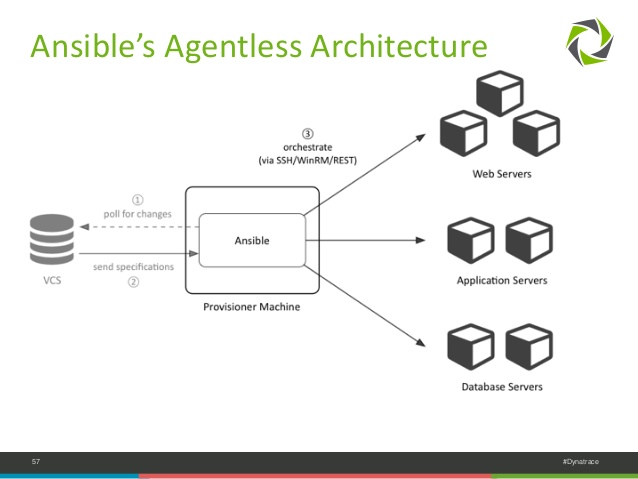 Ansible’s Agentless Architecture
③
orchestrate
(via SSH/WinRM/REST)
Web Servers
①
poll for changes
Ansible
send specifications
②
VCS
Provisioner Machine
Application Servers
Database Servers
57
#Dynatrace